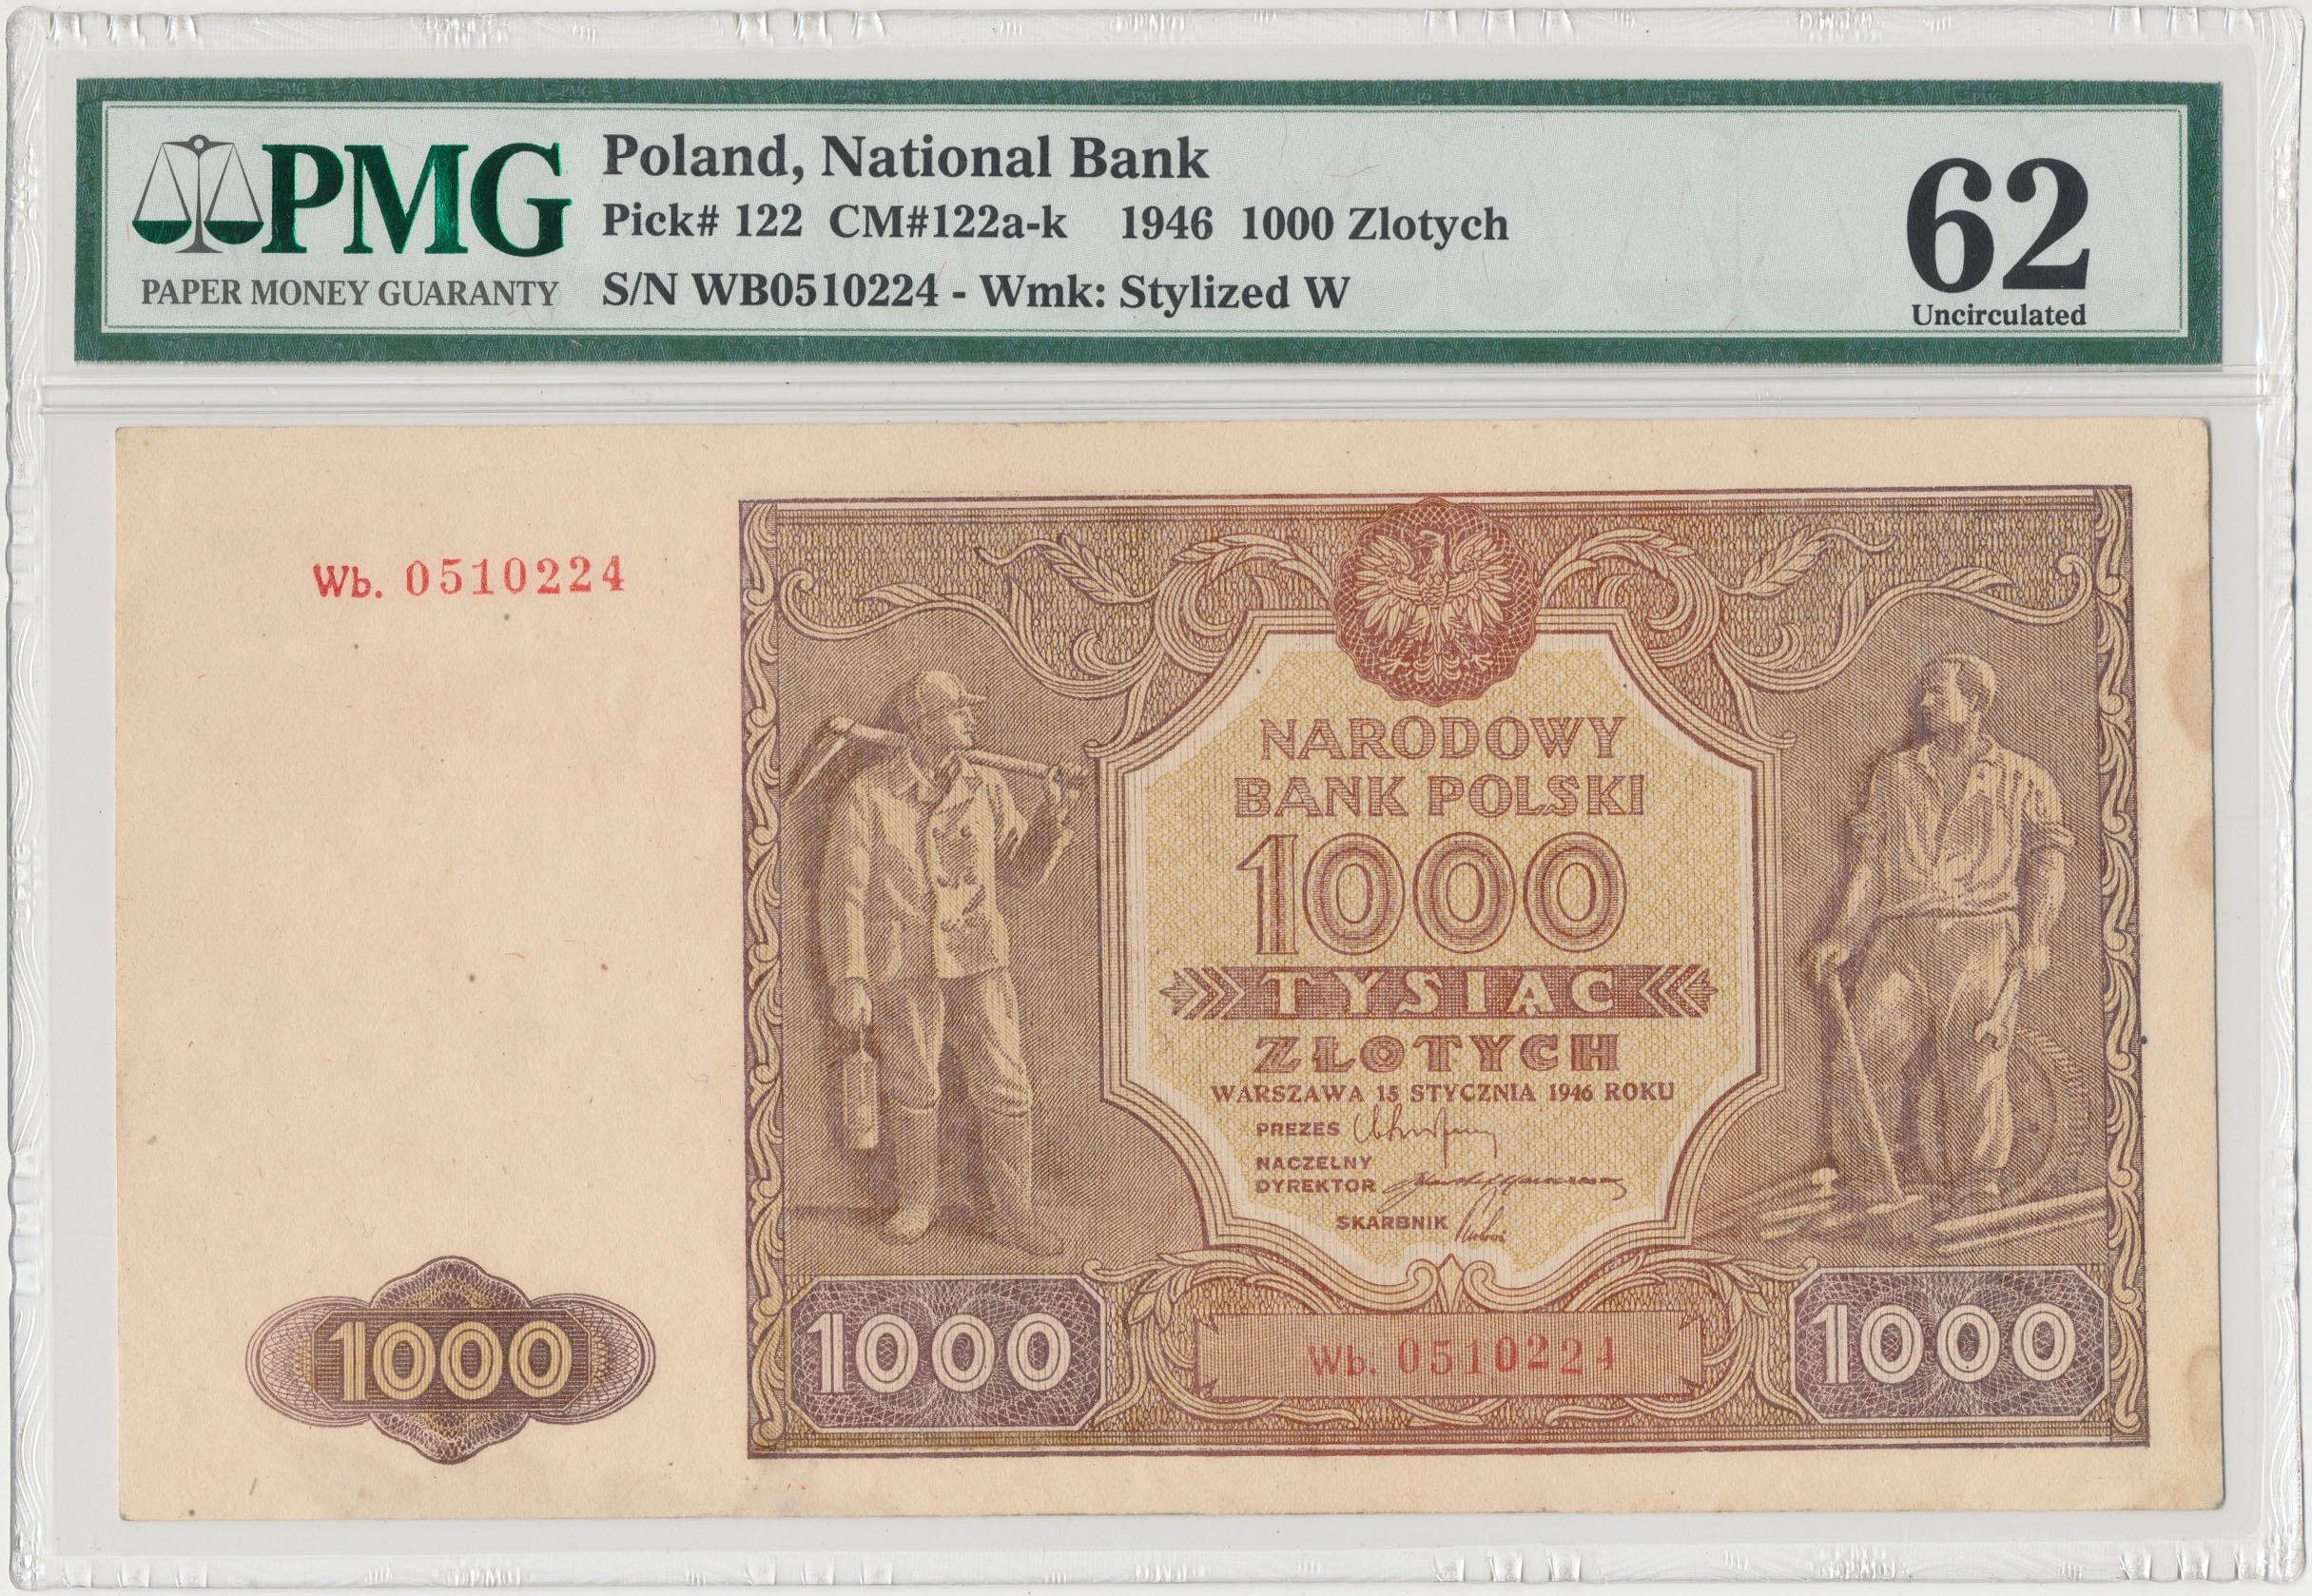 PMG
PAPER MONEY GUARANTY
Poland, National Bank
Pick# 122 CM#122a-k 1946 1000 Zlotych
S/N WB0510224 - Wmk: Stylized W
62
Uncirculated
Wb. 0510224
NARODOWY
BANK POLSKI
1000
TYSIĄC
ZŁOTYCH
WARSZAWA 15 STYCZNIA 1946 ROKU
PREZES
NACZELNY
DYREKTOR
SKARBNIK
1000
1000
Wb. 0510224
1000